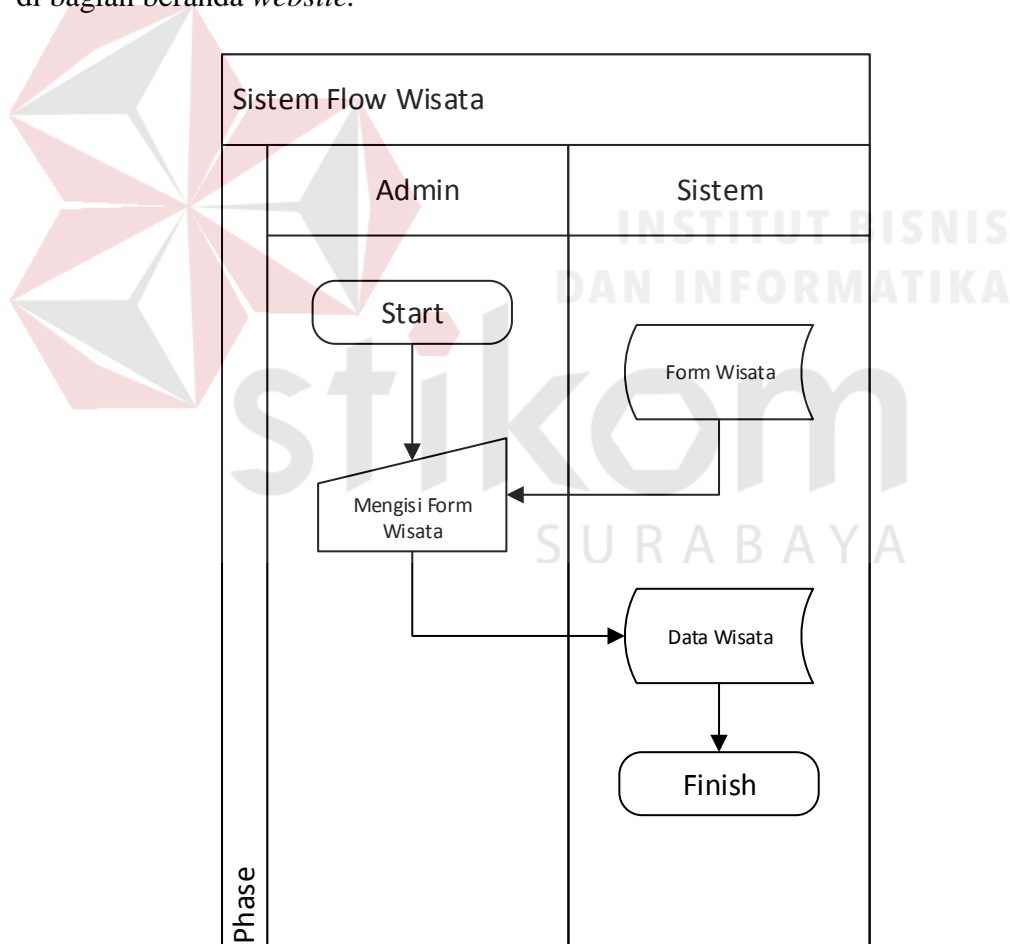 di bagian beranda website.
Sistem Flow Wisata
Admin
Sistem
INSTITUT BISNIS
DAN INFORMATIKA
Start
Form Wisata
stikom
Mengisi Form
Wisata
SURABAYA
Data Wisata
Finish
Phase